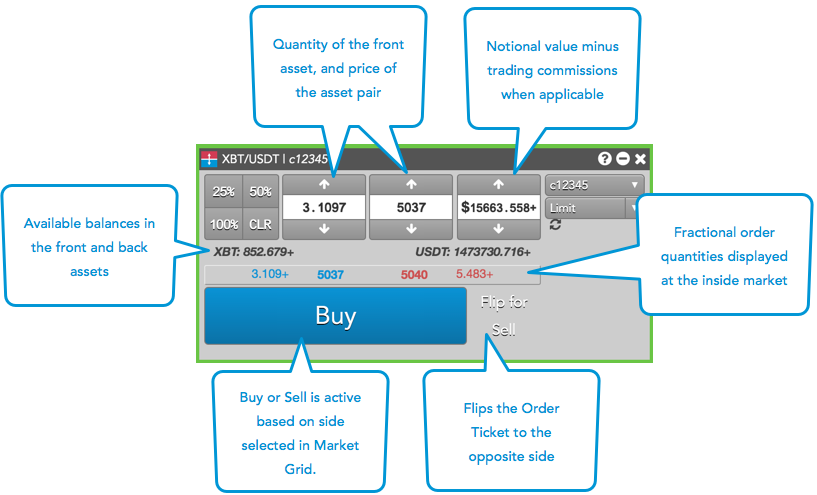 Quantity of the front
asset, and price of
the asset pair
Notional value minus
trading commissions
when applicable
XBT/USDT | c12345
25% 50%
100% CLR
3.1097
5037
$15663.558+
c12345
Limit
XBT: 852.679+
USDT: 1473730.716+
3.109+ 5037 5040 5.483+
Buy
Flip for
Sell
Available balances in
the front and back
assets
Fractional order
quantities displayed
at the inside market
Buy or Sell is active
based on side
selected in Market
Grid.
Flips the Order
Ticket to the
opposite side